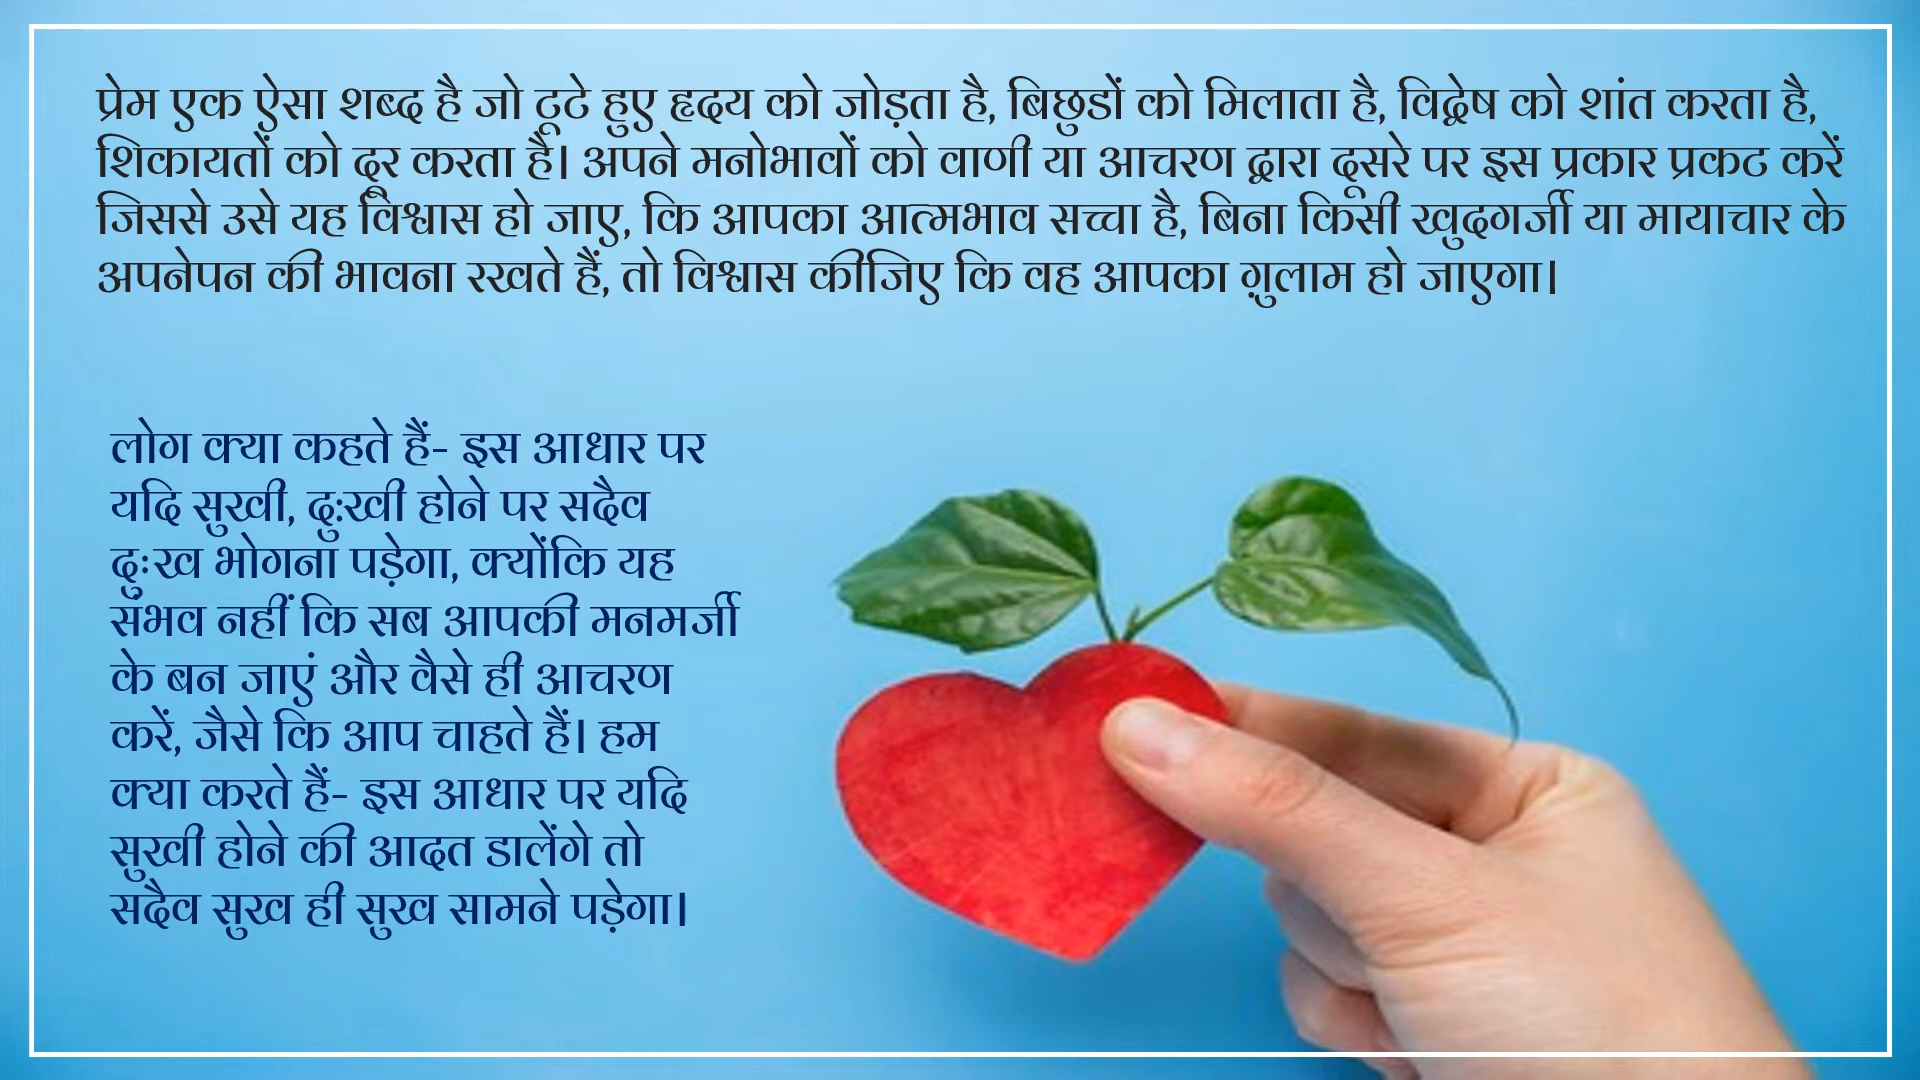 प्रेम एक ऐसा शब्द है जो टूटे हुए हृदय को जोड़ता है, बिछुडों को मिलाता है, विद्वेष को शांत करता है,
शिकायतों को दूर करता है। अपने मनोभावों को वाणी या आचरण द्वारा दूसरे पर इस प्रकार प्रकट करें
जिससे उसे यह विश्वास हो जाए, कि आपका आत्मभाव सच्चा है, बिना किसी खुदगर्जी या मायाचार के
अपनेपन की भावना रखते हैं, तो विश्वास कीजिए कि वह आपका ग़ुलाम हो जाएगा।
लोग क्या कहते हैं- इस आधार पर
यदि सुखी, दुःखी होने पर सदैव
दुःख भोगना पड़ेगा, क्योंकि यह
संभव नहीं कि सब आपकी मनमर्जी
के बन जाएं और वैसे ही आचरण
करें, जैसे कि आप चाहते हैं। हम
क्या करते हैं- इस आधार पर यदि
सुखी होने की आदत डालेंगे तो
सदैव सुख ही सुख सामने पड़ेगा।